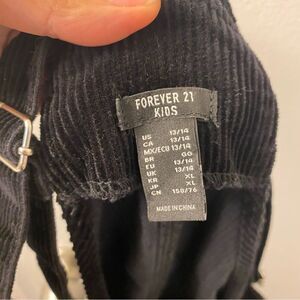 FOREVER 21
KIDS
US 13/14
CA 13/14
MX/ECU 13/14
BR GG
EU 13/14
UK 13/14
KR XL
JP XL
CN 158/76
MADE IN CHINA